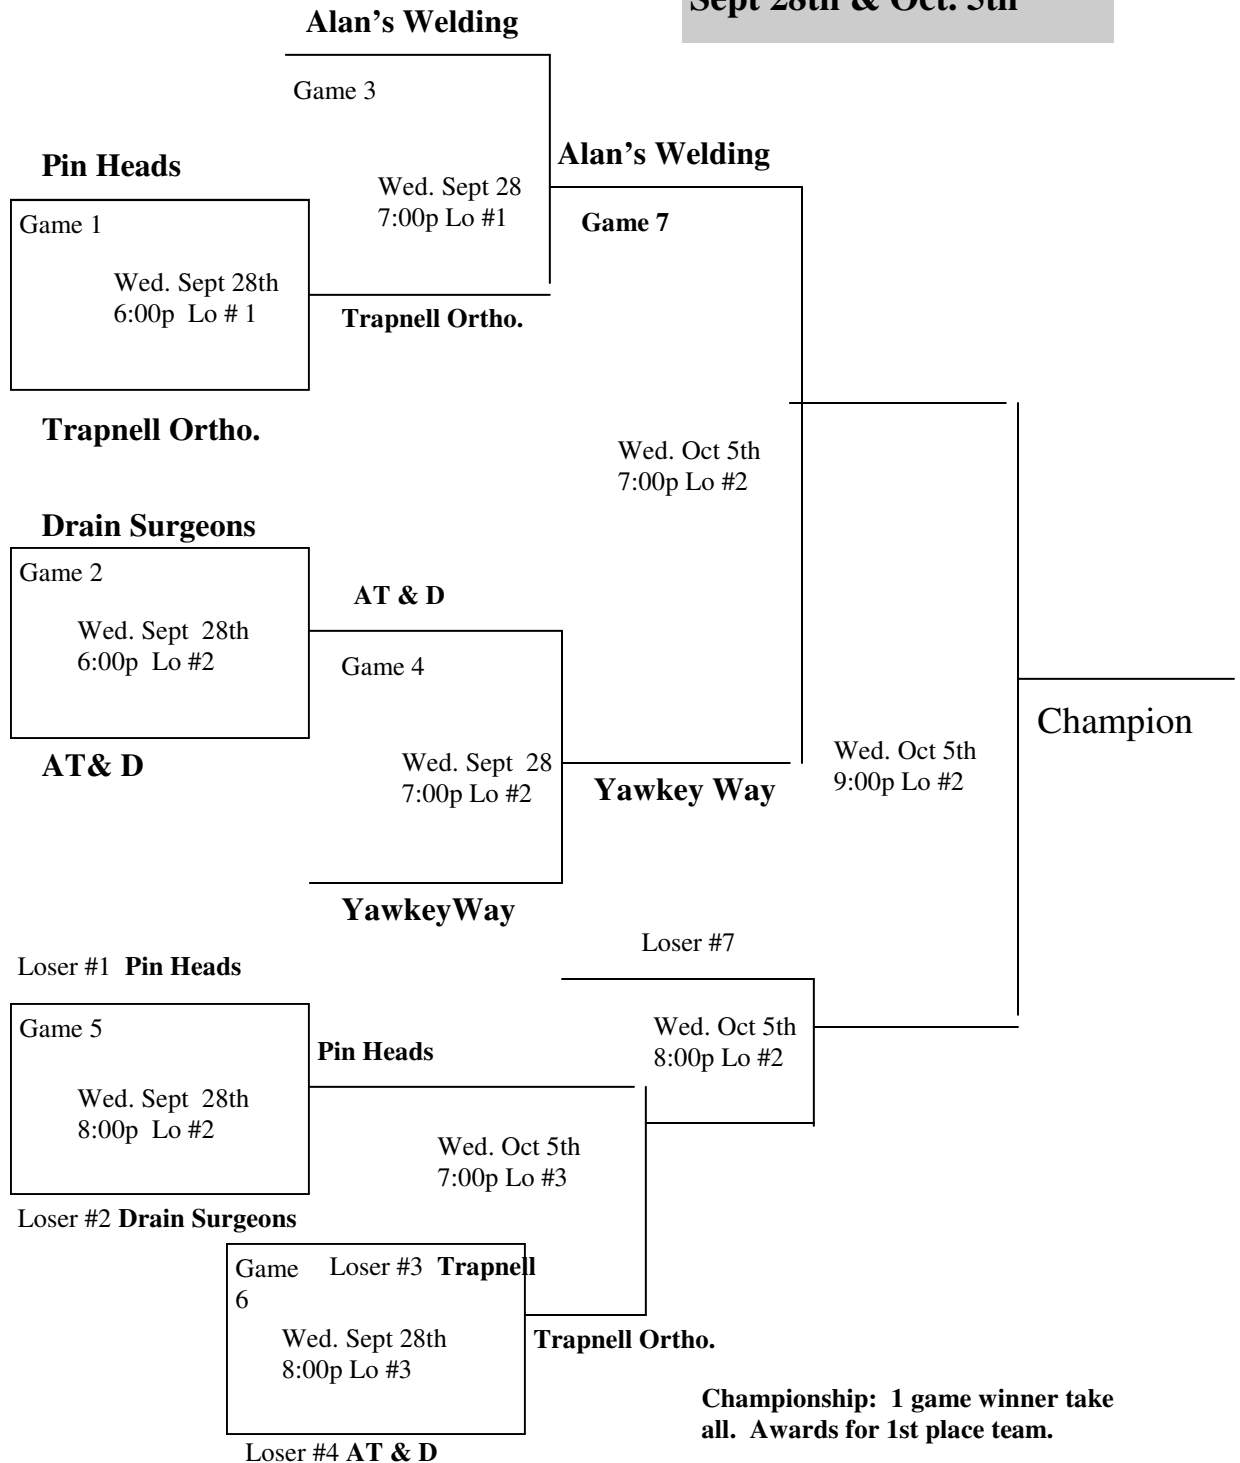 Sept 28th & Oct. 5th
Alan's Welding
Game 3
Wed. Sept 28
7:00p Lo #1
Alan's Welding
Game 7
Pin Heads
Game 1
Wed. Sept 28th
6:00p Lo # 1
Trapnell Ortho.
Trapnell Ortho.
Wed. Oct 5th
7:00p Lo #2
Drain Surgeons
Game 2
Wed. Sept 28th
6:00p Lo #2
AT& D
AT & D
Game 4
Wed. Sept 28
7:00p Lo #2
Yawkey Way
YawkeyWay
Wed. Oct 5th
9:00p Lo #2
Champion
Loser #1 Pin Heads
Game 5
Wed. Sept 28th
8:00p Lo #2
Loser #2 Drain Surgeons
Pin Heads
Wed. Oct 5th
7:00p Lo #3
Loser #7
Wed. Oct 5th
8:00p Lo #2
Game
6
Loser #3 Trapnell
Wed. Sept 28th
8:00p Lo #3
Loser #4 AT & D
Trapnell Ortho.
Championship: 1 game winner take
all. Awards for 1st place team.